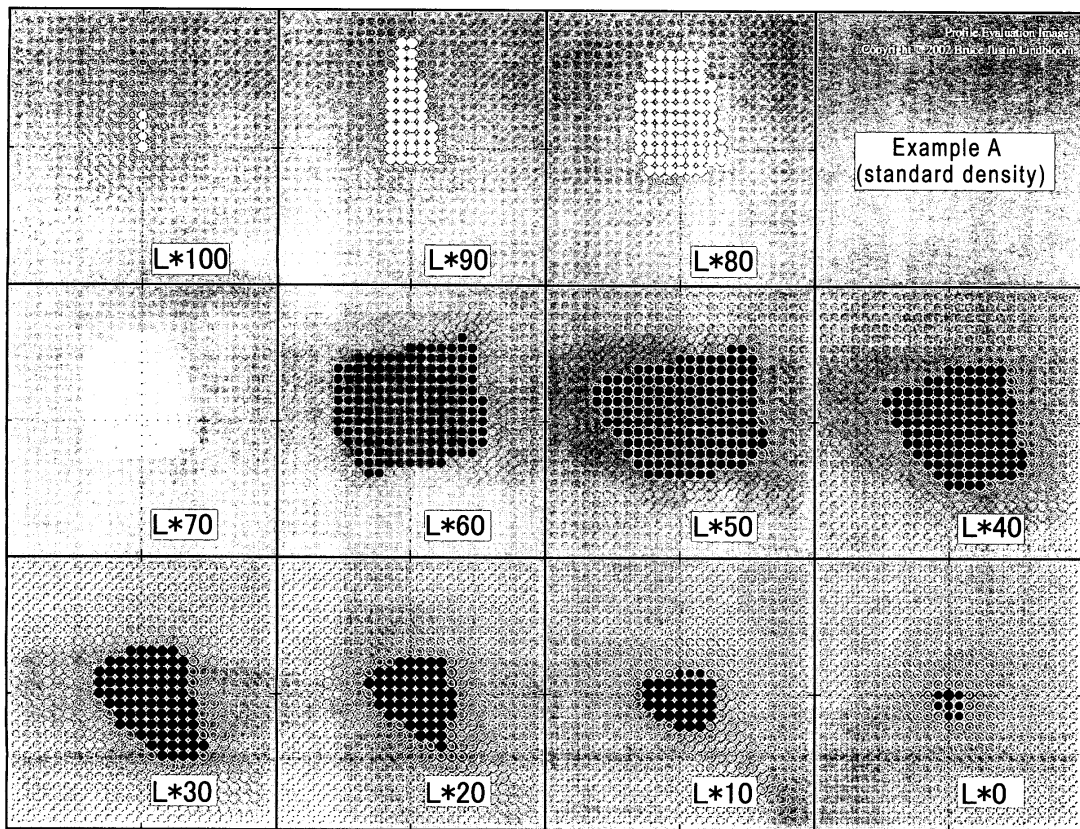 Profile Evaluation Images
Copyright © 2002 Bruce Justin Lindbloom
Example A
(standard density)
L*100
L*90
L*80
L*70
L*60
L*50
L*40
L*30
L*20
L*10
L*0